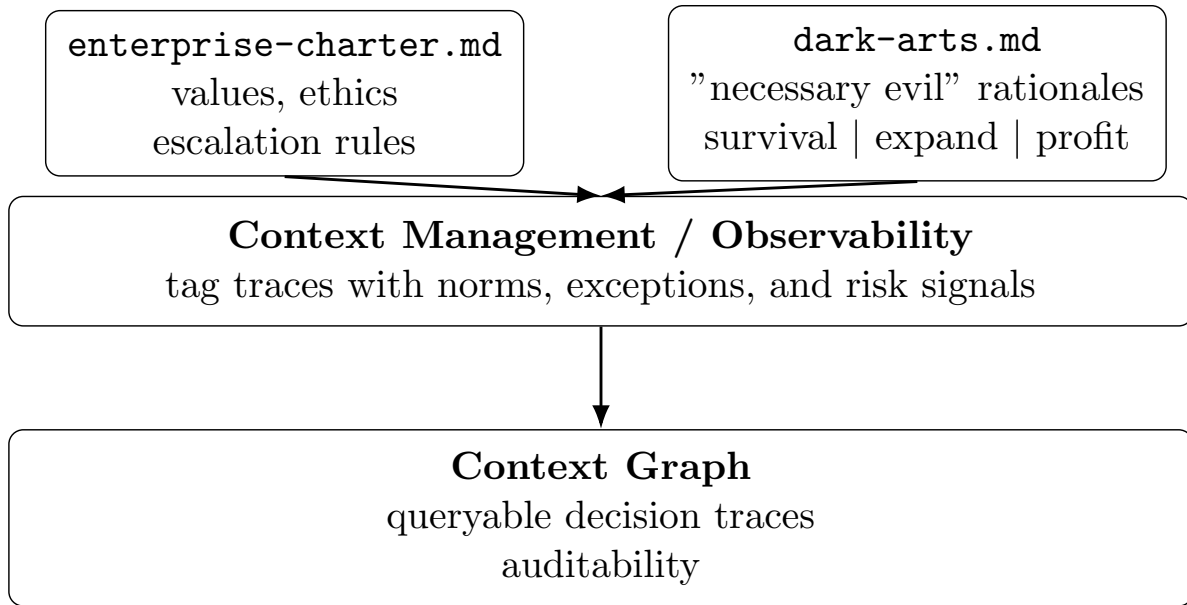 enterprise-charter.md
values, ethics
escalation rules
dark-arts.md
”necessary evil” rationales
survival | expand | profit
Context Management / Observability
tag traces with norms, exceptions, and risk signals
Context Graph
queryable decision traces
auditability